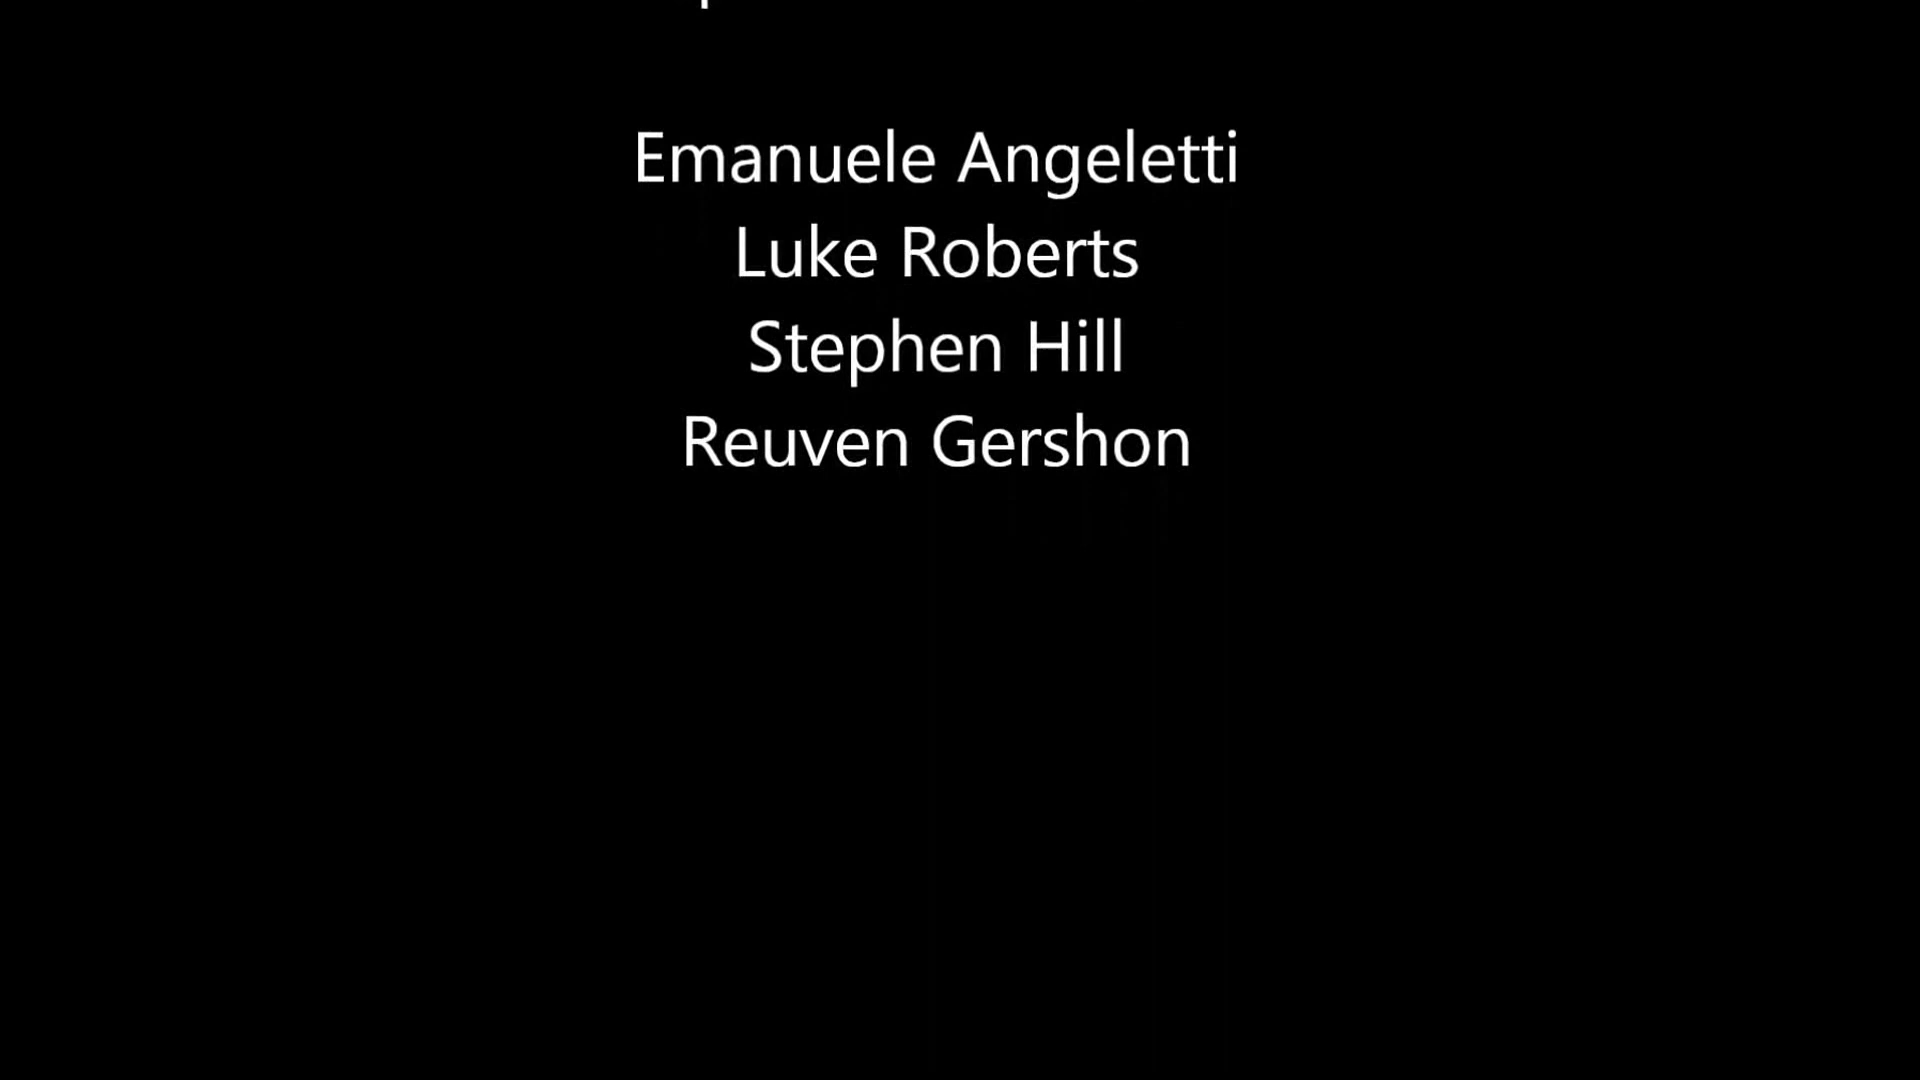 Emanuele Angeletti
Luke Roberts
Stephen Hill
Reuven Gershon